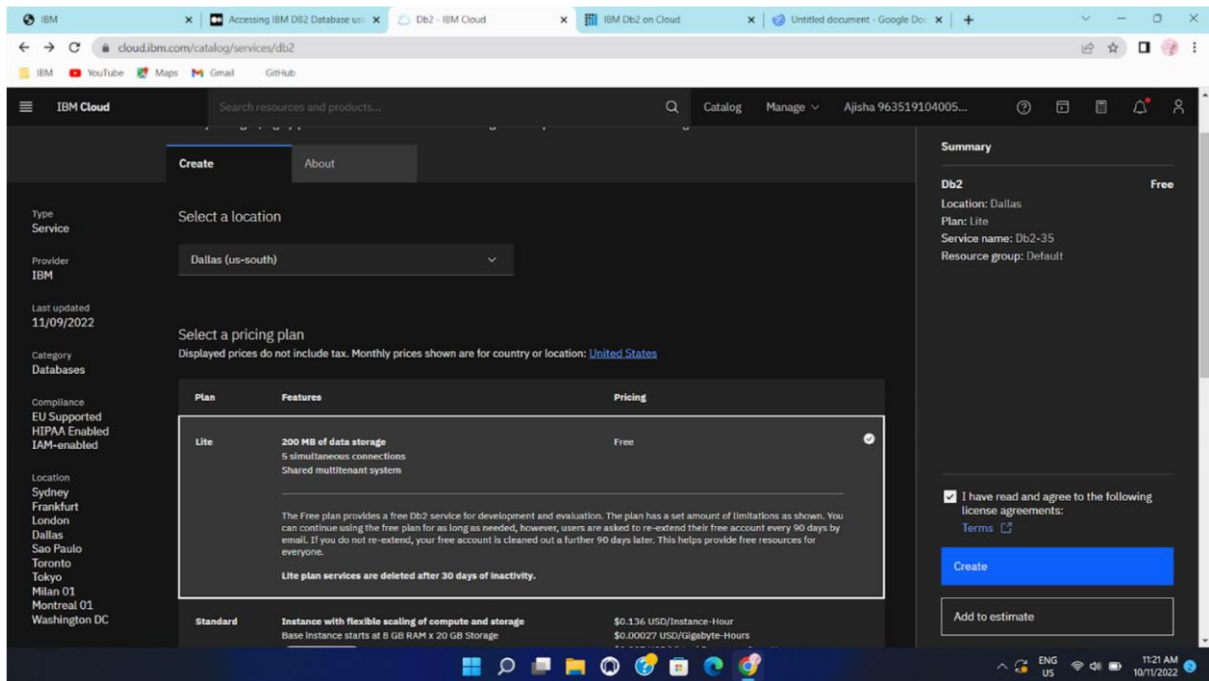 IBM
Accessing IBM DB2 Database usi
Db2 - IBM Cloud
IBM Db2 on Cloud
Untitled document - Google Doc
cloud.ibm.com/catalog/services/db2
IBM
YouTube
Maps
Gmail
GitHub
IBM Cloud
Search resources and products...
Catalog
Manage
Ajisha 963519104005...
Create
About
Type
Service
Provider
IBM
Last updated
11/09/2022
Category
Databases
Compliance
EU Supported
HIPAA Enabled
IAM-enabled
Location
Sydney
Frankfurt
London
Dallas
Sao Paulo
Toronto
Tokyo
Milan 01
Montreal 01
Washington DC
Select a location
Dallas (us-south)
Select a pricing plan
Displayed prices do not include tax. Monthly prices shown are for country or location: United States
Plan Features Pricing
Lite 200 MB of data storage Free
5 simultaneous connections
Shared multitenant system
The Free plan provides a free Db2 service for development and evaluation. The plan has a set amount of limitations as shown. You
can continue using the free plan for as long as needed, however, users are asked to re-extend their free account every 90 days by
email. If you do not re-extend, your free account is cleaned out a further 90 days later. This helps provide free resources for
everyone.
Lite plan services are deleted after 30 days of inactivity.
Standard Instance with flexible scaling of compute and storage $0.136 USD/Instance-Hour
Base instance starts at 8 GB RAM x 20 GB Storage $0.00027 USD/Gigabyte-Hours
Summary
Db2 Free
Location: Dallas
Plan: Lite
Service name: Db2-35
Resource group: Default
I have read and agree to the following
license agreements:
Terms
Create
Add to estimate
ENG
US
11:21 AM
10/11/2022